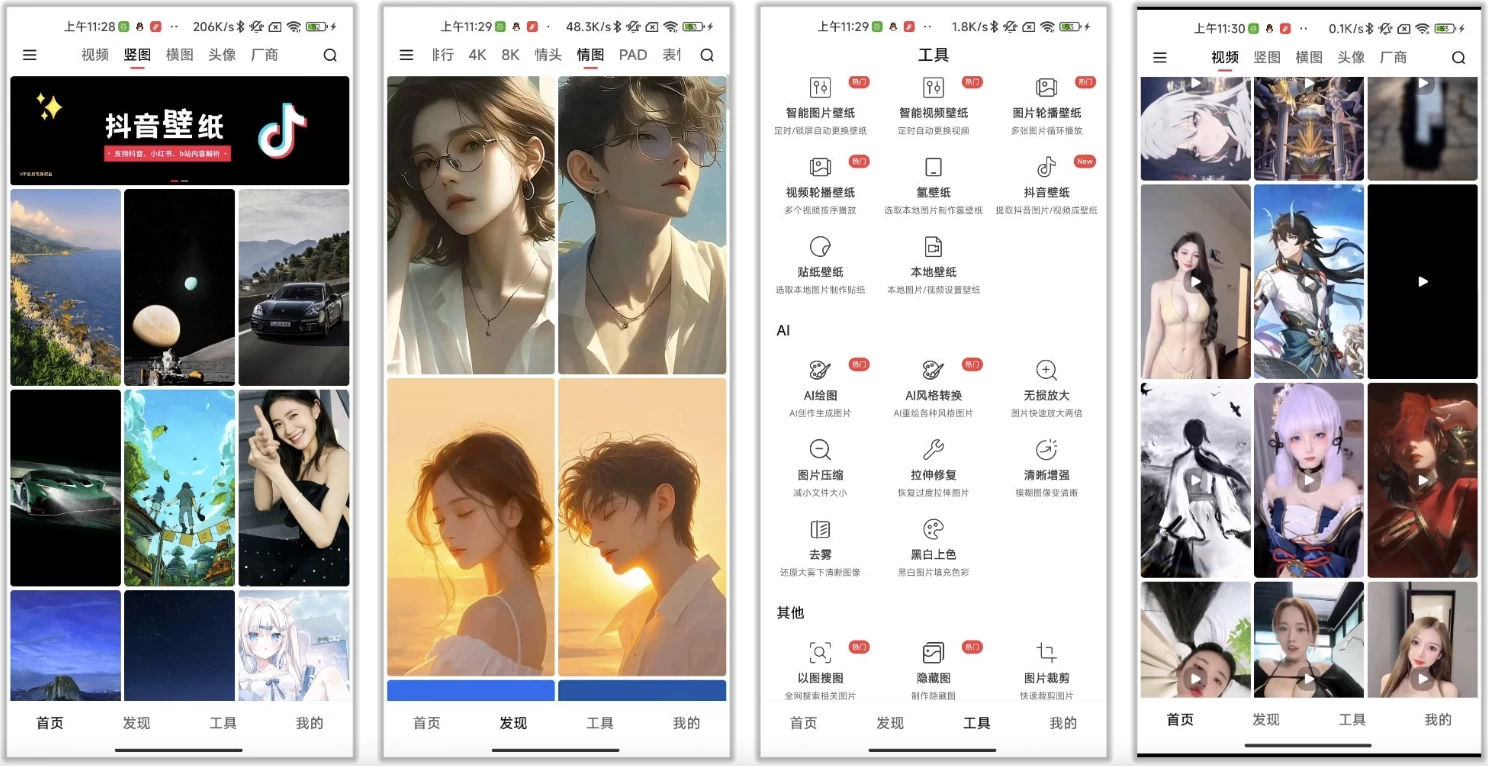 上午11:28 206K/s
视频 竖图 横图 头像 厂商
抖音壁纸
· 支持抖音、小红书、b站内容解析 ·
VIP会员专属权益
首页 发现 工具 我的
上午11:29 48.3K/s
排行 4K 8K 情头 情图 PAD 表情
首页 发现 工具 我的
上午11:29 1.8K/s
工具
热门 热门 热门
智能图片壁纸 智能视频壁纸 图片轮播壁纸
定时/锁屏自动更换壁纸 定时自动更换视频 多张图片循环播放
热门 New
视频轮播壁纸 氢壁纸 抖音壁纸
多个视频按序播放 选取本地图片制作氢壁纸 提取抖音图片/视频成壁纸
贴纸壁纸 本地壁纸
选取本地图片制作贴纸 本地图片/视频设置壁纸
AI
热门 热门
AI绘图 AI风格转换 无损放大
AI创作生成图片 AI重绘各种风格图片 图片快速放大两倍
图片压缩 拉伸修复 清晰增强
减小文件大小 恢复过度拉伸图片 模糊图像变清晰
去雾 黑白上色
还原大雾下清晰图像 黑白图片填充色彩
其他
热门 热门
以图搜图 隐藏图 图片裁剪
全网搜索相关图片 制作隐藏图 快速裁剪图片
首页 发现 工具 我的
上午11:30 0.1K/s
视频 竖图 横图 头像 厂商
首页 发现 工具 我的